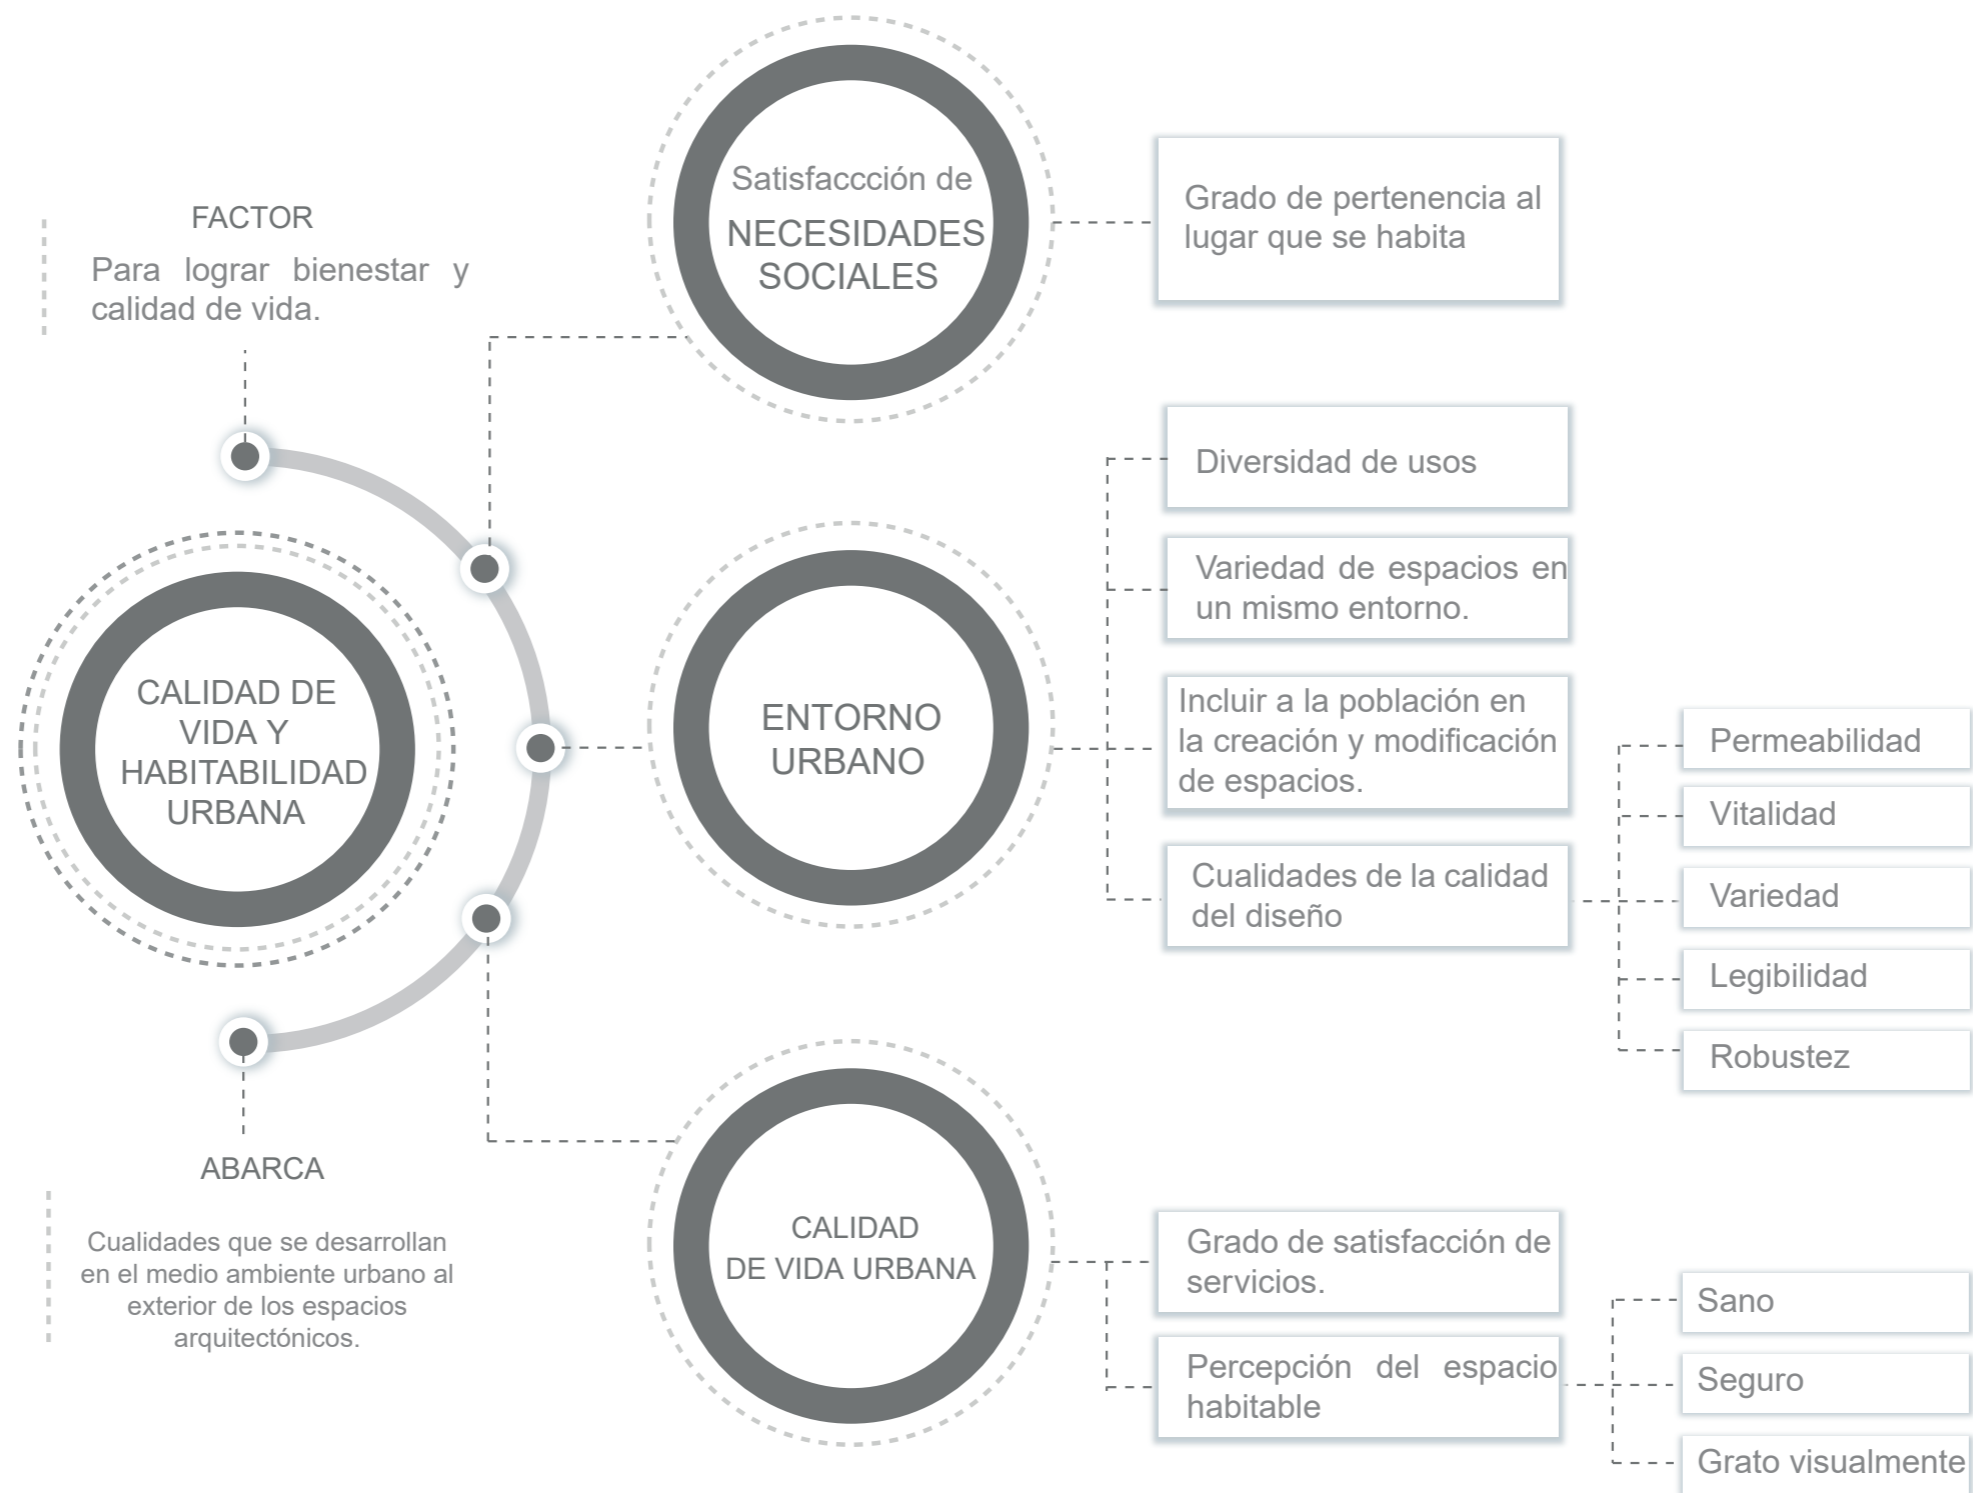 FACTOR
Para lograr bienestar y
calidad de vida.
CALIDAD DE
VIDA Y
HABITABILIDAD
URBANA
ABARCA
Cualidades que se desarrollan
en el medio ambiente urbano al
exterior de los espacios
arquitectónicos.
Satisfaccción de
NECESIDADES
SOCIALES
Grado de pertenencia al
lugar que se habita
ENTORNO
URBANO
Diversidad de usos
Variedad de espacios en
un mismo entorno.
Incluir a la población en
la creación y modificación
de espacios.
Cualidades de la calidad
del diseño
Permeabilidad
Vitalidad
Variedad
Legibilidad
Robustez
CALIDAD
DE VIDA URBANA
Grado de satisfacción de
servicios.
Percepción del espacio
habitable
Sano
Seguro
Grato visualmente